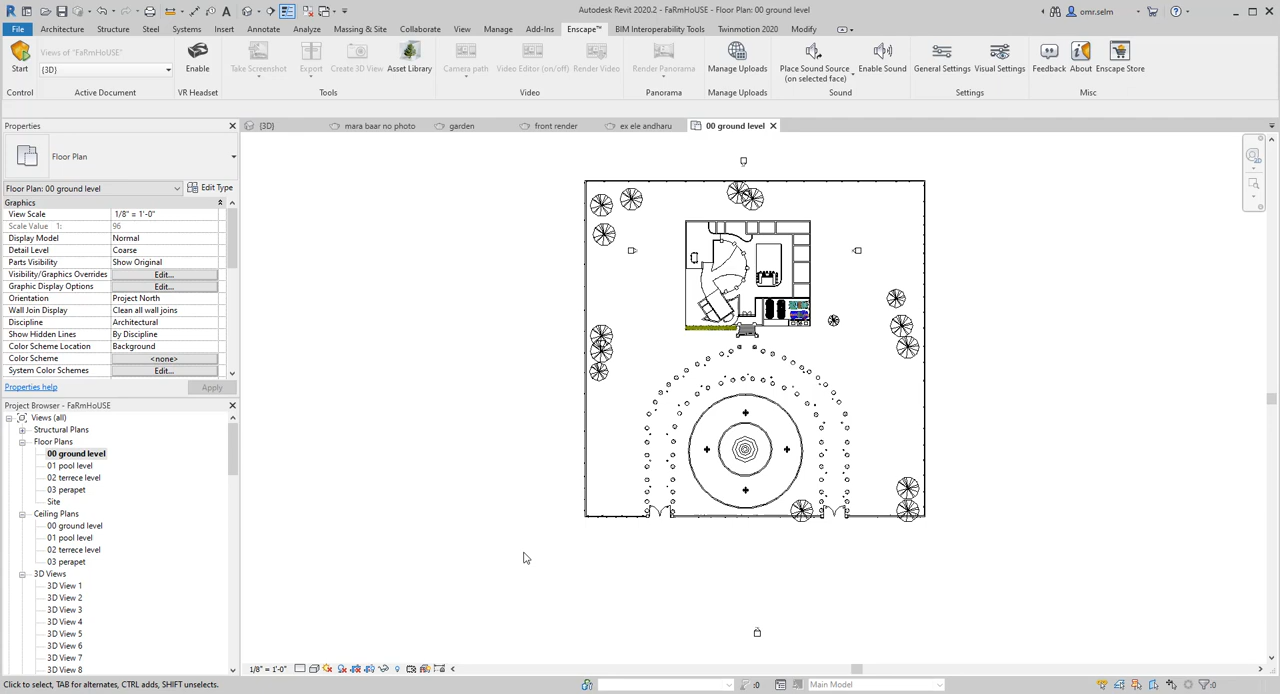 Autodesk Revit 2020.2 - FaRmHoUSE - Floor Plan: 00 ground level
omr.selm
File Architecture Structure Steel Systems Insert Annotate Analyze Massing & Site Collaborate View Manage Add-Ins Enscape™ BIM Interoperability Tools Twinmotion 2020 Modify
Views of "FaRmHoUSE"
{3D}
Start Enable Take Screenshot Export Create 3D View Asset Library Camera path Video Editor (on/off) Render Video Render Panorama Manage Uploads Place Sound Source Enable Sound General Settings Visual Settings Feedback About Enscape Store
(on selected face)
Control Active Document VR Headset Tools Video Panorama Manage Uploads Sound Settings Misc
Properties
{3D} mara baar no photo garden front render ex ele andharu 00 ground level
Floor Plan
Floor Plan: 00 ground level Edit Type
Graphics
View Scale 1/8" = 1'-0"
Scale Value 1: 96
Display Model Normal
Detail Level Coarse
Parts Visibility Show Original
Visibility/Graphics Overrides Edit...
Graphic Display Options Edit...
Orientation Project North
Wall Join Display Clean all wall joins
Discipline Architectural
Show Hidden Lines By Discipline
Color Scheme Location Background
Color Scheme <none>
System Color Schemes Edit...
Properties help Apply
Project Browser - FaRmHoUSE
Views (all)
Structural Plans
Floor Plans
00 ground level
01 pool level
02 terrece level
03 perapet
Site
Ceiling Plans
00 ground level
01 pool level
02 terrece level
03 perapet
3D Views
3D View 1
3D View 2
3D View 3
3D View 4
3D View 5
3D View 6
3D View 7
3D View 8
1/8" = 1'-0"
Click to select, TAB for alternates, CTRL adds, SHIFT unselects.
:0
Main Model
:0